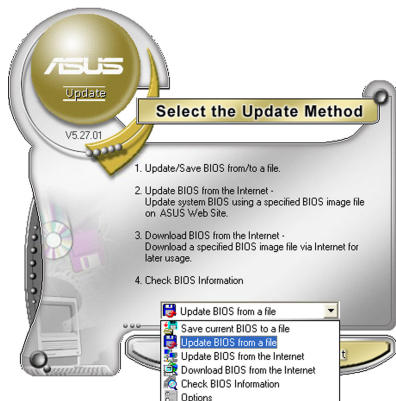 ASUS
Update
V5.27.01
Select the Update Method
1. Update/Save BIOS from/to a file.
2. Update BIOS from the Internet -
Update system BIOS using a specified BIOS image file
on ASUS Web Site.
3. Download BIOS from the Internet -
Download a specified BIOS image file via Internet for
later usage.
4. Check BIOS Information
Update BIOS from a file
Save current BIOS to a file
Update BIOS from a file
Update BIOS from the Internet
Download BIOS from the Internet
Check BIOS Information
Options